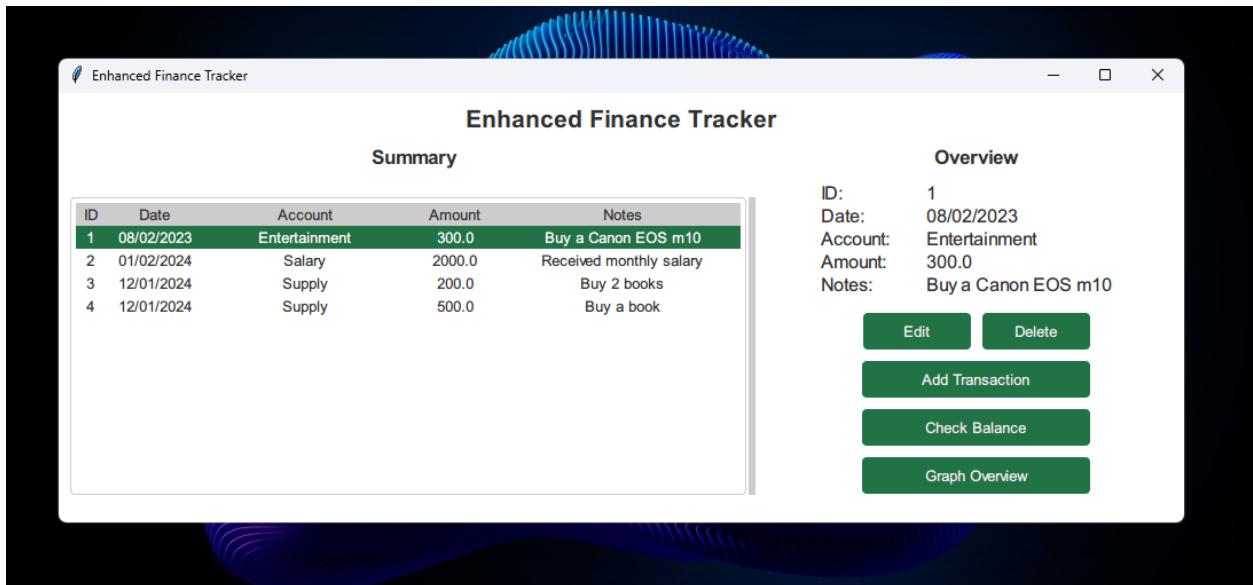 Enhanced Finance Tracker
Enhanced Finance Tracker
Summary
ID Date Account Amount Notes
1 08/02/2023 Entertainment 300.0 Buy a Canon EOS m10
2 01/02/2024 Salary 2000.0 Received monthly salary
3 12/01/2024 Supply 200.0 Buy 2 books
4 12/01/2024 Supply 500.0 Buy a book
Overview
ID: 1
Date: 08/02/2023
Account: Entertainment
Amount: 300.0
Notes: Buy a Canon EOS m10
Edit Delete
Add Transaction
Check Balance
Graph Overview